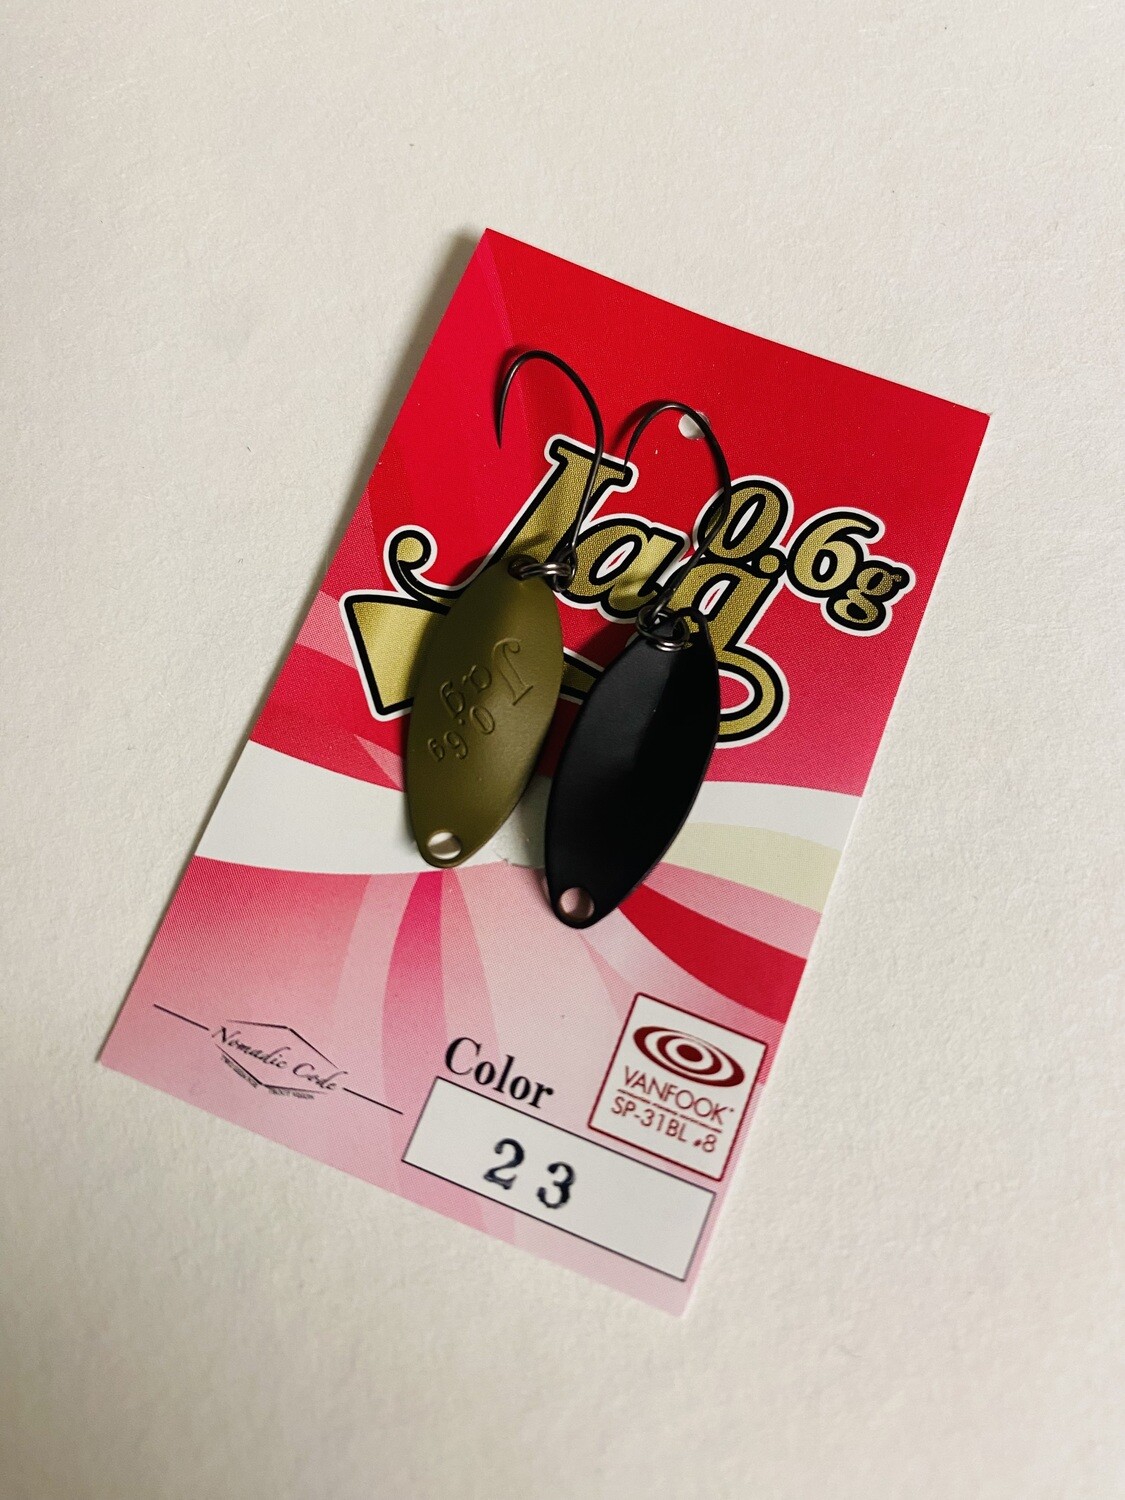 Jag 0.6g
Jag
0.6g
Nomadic Code
Color
23
VANFOOK
SP-31BL #8